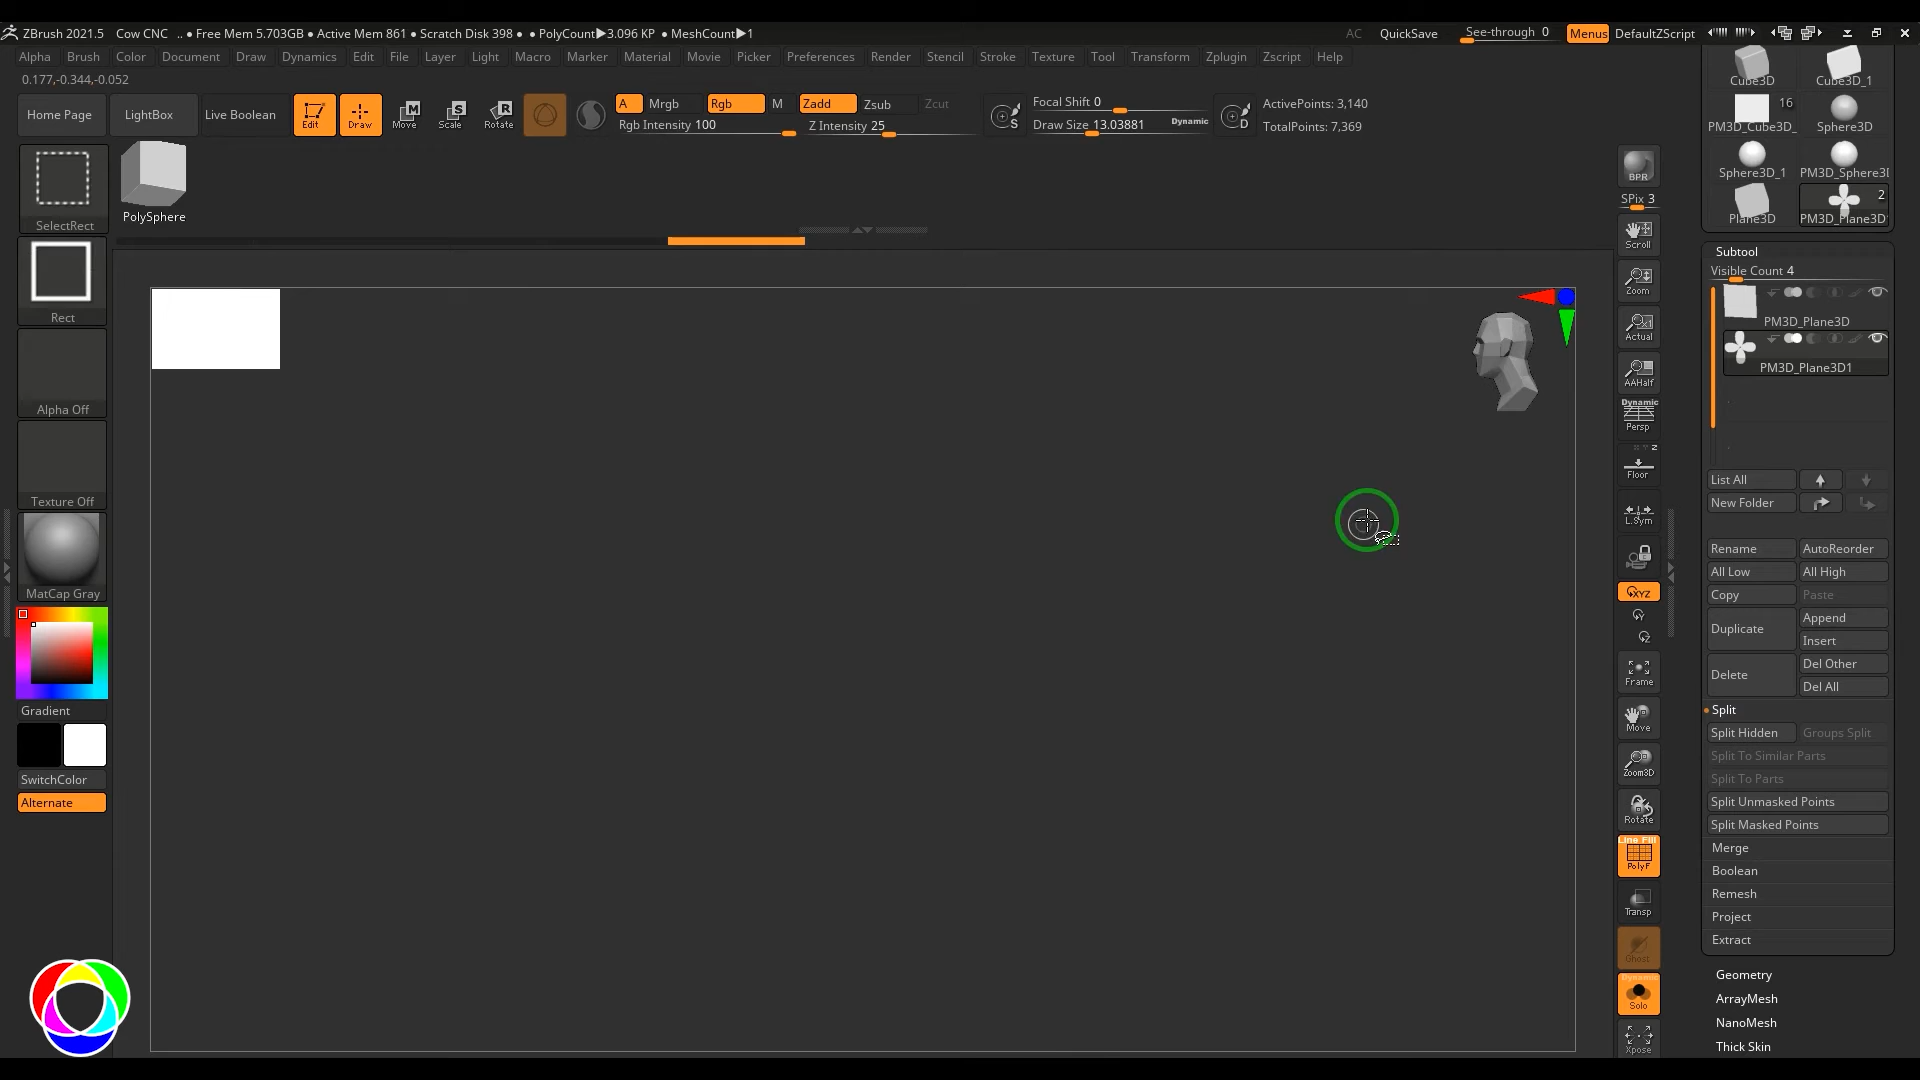 ZBrush 2021.5 Cow CNC .. ● Free Mem 5.703GB ● Active Mem 861 ● Scratch Disk 398 ● ● PolyCount▶3.096 KP ● MeshCount▶1 AC QuickSave See-through 0 Menus DefaultZScript
Alpha Brush Color Document Draw Dynamics Edit File Layer Light Macro Marker Material Movie Picker Preferences Render Stencil Stroke Texture Tool Transform Zplugin Zscript Help
0.177,-0.344,-0.052
Home Page LightBox Live Boolean Edit Draw Move Scale Rotate
A Mrgb Rgb M Zadd Zsub Zcut
Rgb Intensity 100 Z Intensity 25
S
Focal Shift 0
Draw Size 13.03881 Dynamic
D
ActivePoints: 3,140
TotalPoints: 7,369
SelectRect
PolySphere
Rect
Alpha Off
Texture Off
MatCap Gray
Gradient
SwitchColor
Alternate
BPR
SPix 3
Scroll
Zoom
Actual
AAHalf
Dynamic
Persp
Floor
L.Sym
XYZ
Y
Z
Frame
Move
Zoom3D
Rotate
Line Fill
PolyF
Transp
Ghost
Dynamic
Solo
Xpose
Cube3D Cube3D_1
16
PM3D_Cube3D_ Sphere3D
Sphere3D_1 PM3D_Sphere3D
2
Plane3D PM3D_Plane3D
Subtool
Visible Count 4
PM3D_Plane3D
PM3D_Plane3D1
List All
New Folder
Rename AutoReorder
All Low All High
Copy Paste
Duplicate Append
Insert
Delete Del Other
Del All
Split
Split Hidden Groups Split
Split To Similar Parts
Split To Parts
Split Unmasked Points
Split Masked Points
Merge
Boolean
Remesh
Project
Extract
Geometry
ArrayMesh
NanoMesh
Thick Skin